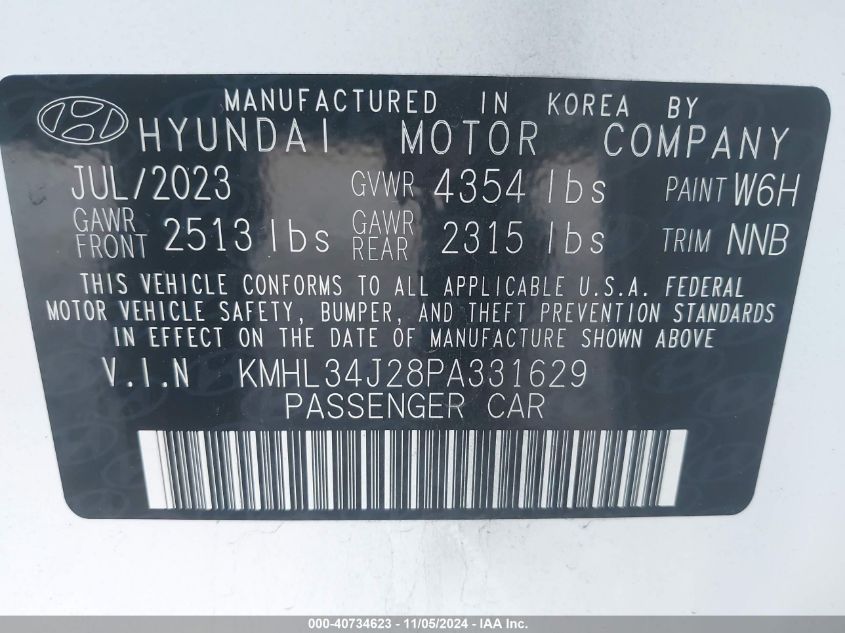 MANUFACTURED IN KOREA BY
HYUNDAI MOTOR COMPANY
JUL/2023 GVWR 4354 lbs PAINT W6H
GAWR FRONT 2513 lbs GAWR REAR 2315 lbs TRIM NNB
THIS VEHICLE CONFORMS TO ALL APPLICABLE U.S.A. FEDERAL
MOTOR VEHICLE SAFETY, BUMPER, AND THEFT PREVENTION STANDARDS
IN EFFECT ON THE DATE OF MANUFACTURE SHOWN ABOVE
V.I.N KMHL34J28PA331629
PASSENGER CAR
000-40734623 - 11/05/2024 - IAA Inc.